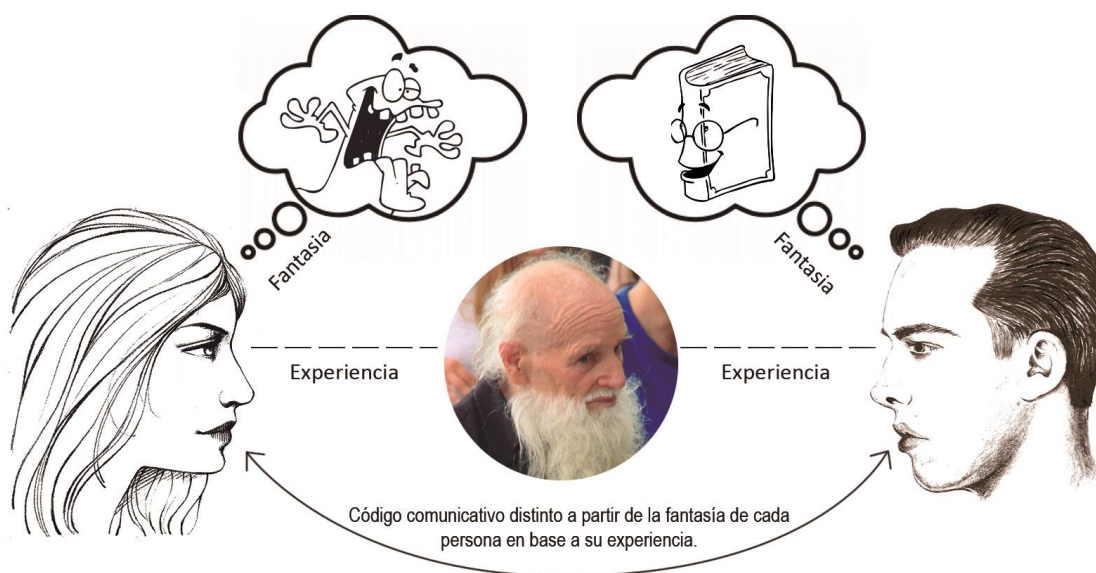 Fantasia
Fantasia
Experiencia
Experiencia
Código comunicativo distinto a partir de la fantasía de cada
persona en base a su experiencia.